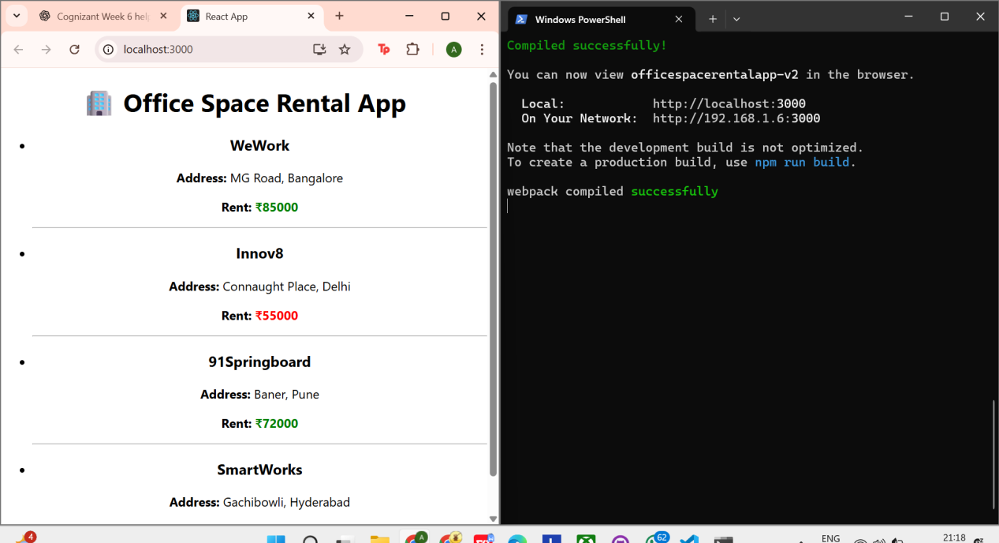 Cognizant Week 6 hel
React App
localhost:3000
Tp
A
Office Space Rental App
WeWork
Address: MG Road, Bangalore
Rent: ₹85000
Innov8
Address: Connaught Place, Delhi
Rent: ₹55000
91Springboard
Address: Baner, Pune
Rent: ₹72000
SmartWorks
Address: Gachibowli, Hyderabad
Windows PowerShell
Compiled successfully!
You can now view officespacerentalapp-v2 in the browser.
Local: http://localhost:3000
On Your Network: http://192.168.1.6:3000
Note that the development build is not optimized.
To create a production build, use npm run build.
webpack compiled successfully
4
A
62
ENG
21:18